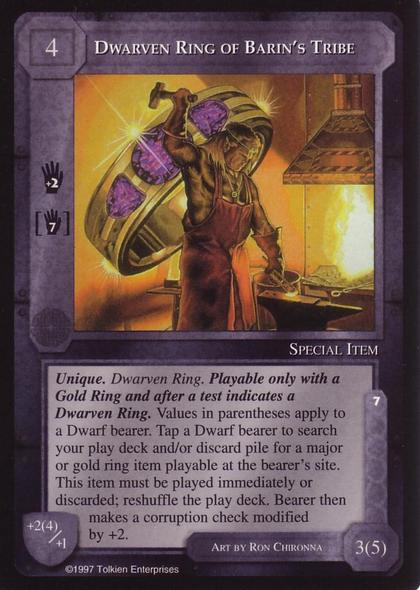 4
DWARVEN RING OF BARIN'S TRIBE
+2
[7]
SPECIAL ITEM
Unique. Dwarven Ring. Playable only with a
Gold Ring and after a test indicates a
Dwarven Ring. Values in parentheses apply to
a Dwarf bearer. Tap a Dwarf bearer to search
your play deck and/or discard pile for a major
or gold ring item playable at the bearer's site.
This item must be played immediately or
discarded; reshuffle the play deck. Bearer then
makes a corruption check modified
by +2.
7
+2(4)/+1
ART BY RON CHIRONNA
3(5)
©1997 Tolkien Enterprises